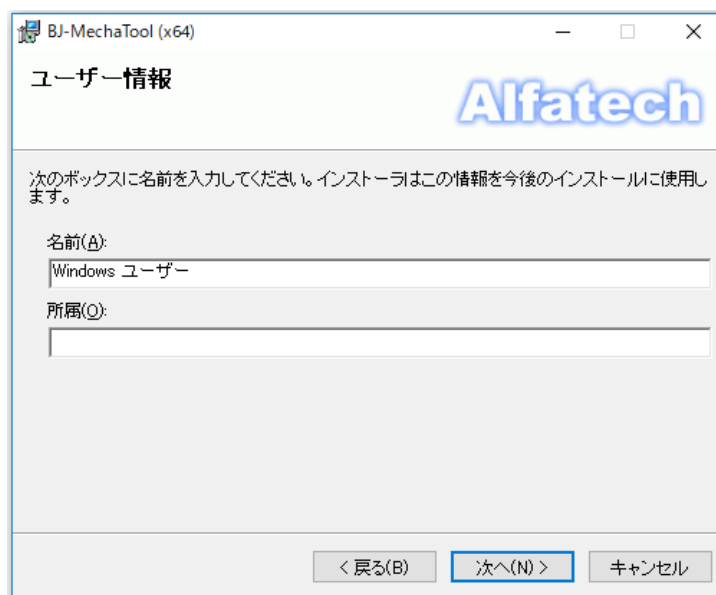 BJ-MechaTool (x64)
ユーザー情報
Alfatech
次のボックスに名前を入力してください。インストーラはこの情報を今後のインストールに使用し
ます。
名前(A):
Windows ユーザー
所属(O):
< 戻る(B)
次へ(N) >
キャンセル